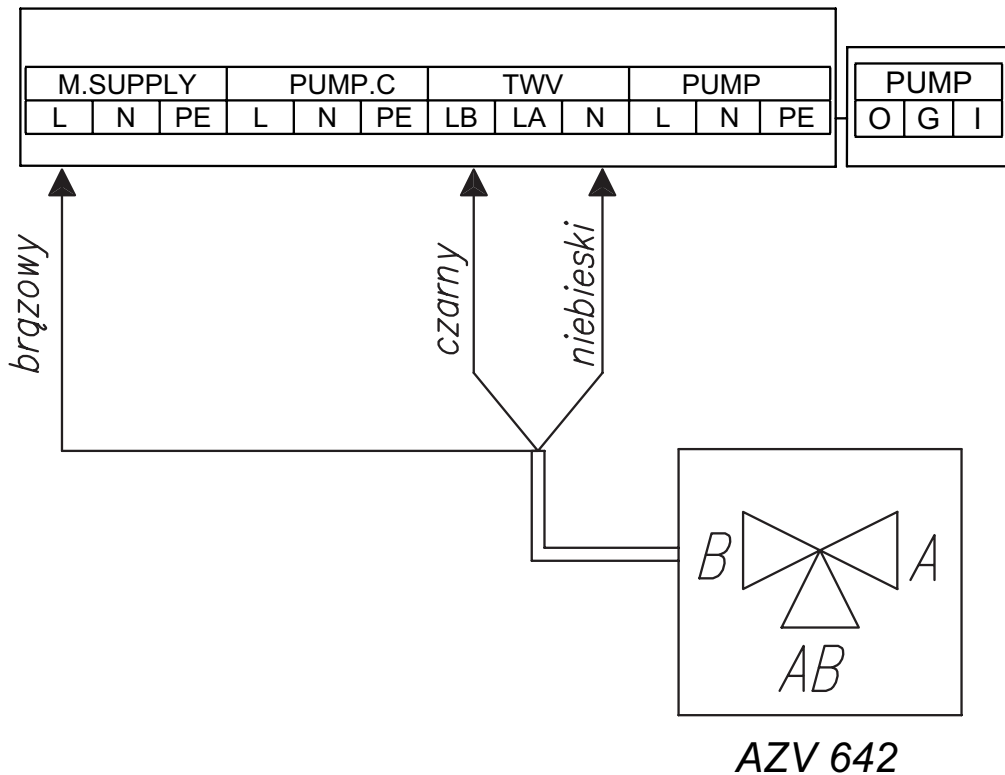 M.SUPPLY PUMP.C TWV PUMP PUMP
L N PE L N PE LB LA N L N PE O G I
brązowy
czarny
niebieski
B A
AB
AZV 642